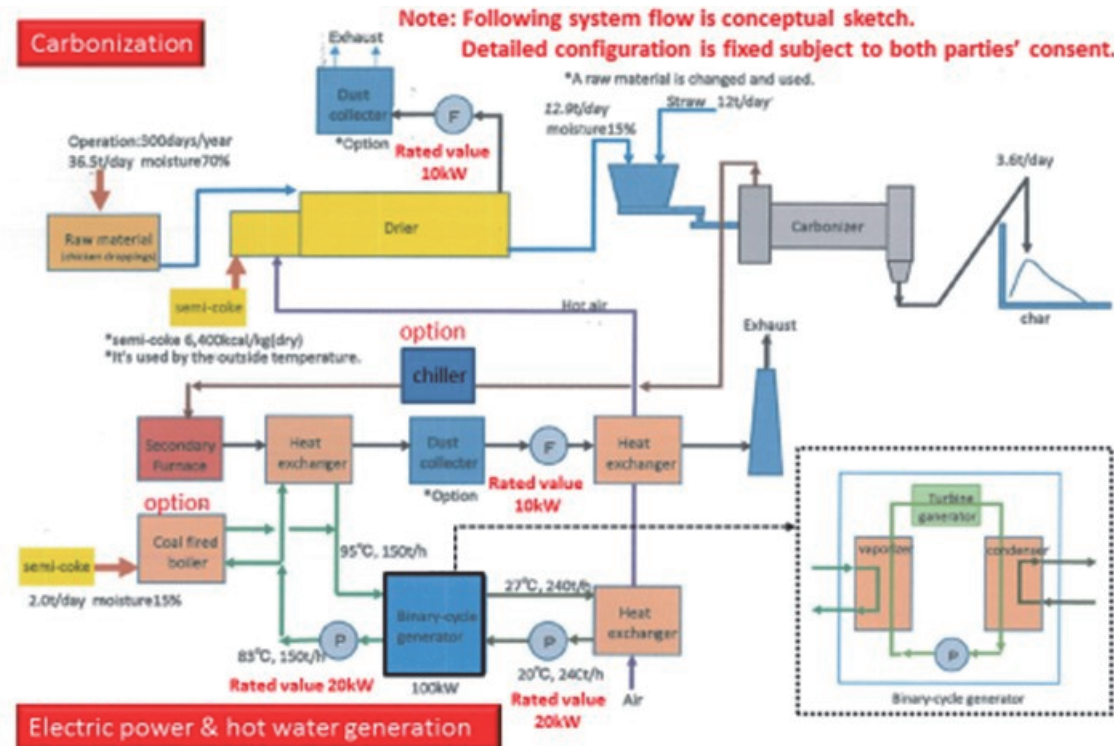 Note: Following system flow is conceptual sketch.
Detailed configuration is fixed subject to both parties' consent.
Carbonization
Exhaust
Dust
collecter
F
*Option
Rated value
10kW
*A raw material is changed and used.
12.9t/day
moisture15%
Straw 12t/day
Operation:300days/year
36.5t/day moisture70%
3.6t/day
Raw material
(chicken droppings)
Drier
Carbonizer
semi-coke
Hot air
char
*semi-coke 6,400kcal/kg(dry)
*It's used by the outside temperature.
option
chiller
Exhaust
Secondary
Furnace
Heat
exchanger
Dust
collecter
F
Heat
exchanger
*Option
Rated value
10kW
option
Coal fired
boiler
semi-coke
2.0t/day moisture15%
95°C, 150t/h
Binary-cycle
generator
27°C, 240t/h
Heat
exchanger
P
P
83°C, 150t/h
20°C, 240t/h
Rated value 20kW
100kW
Rated value
20kW
Air
Turbine
ganerator
vaporizer
condenser
P
Binary-cycle generator
Electric power & hot water generation